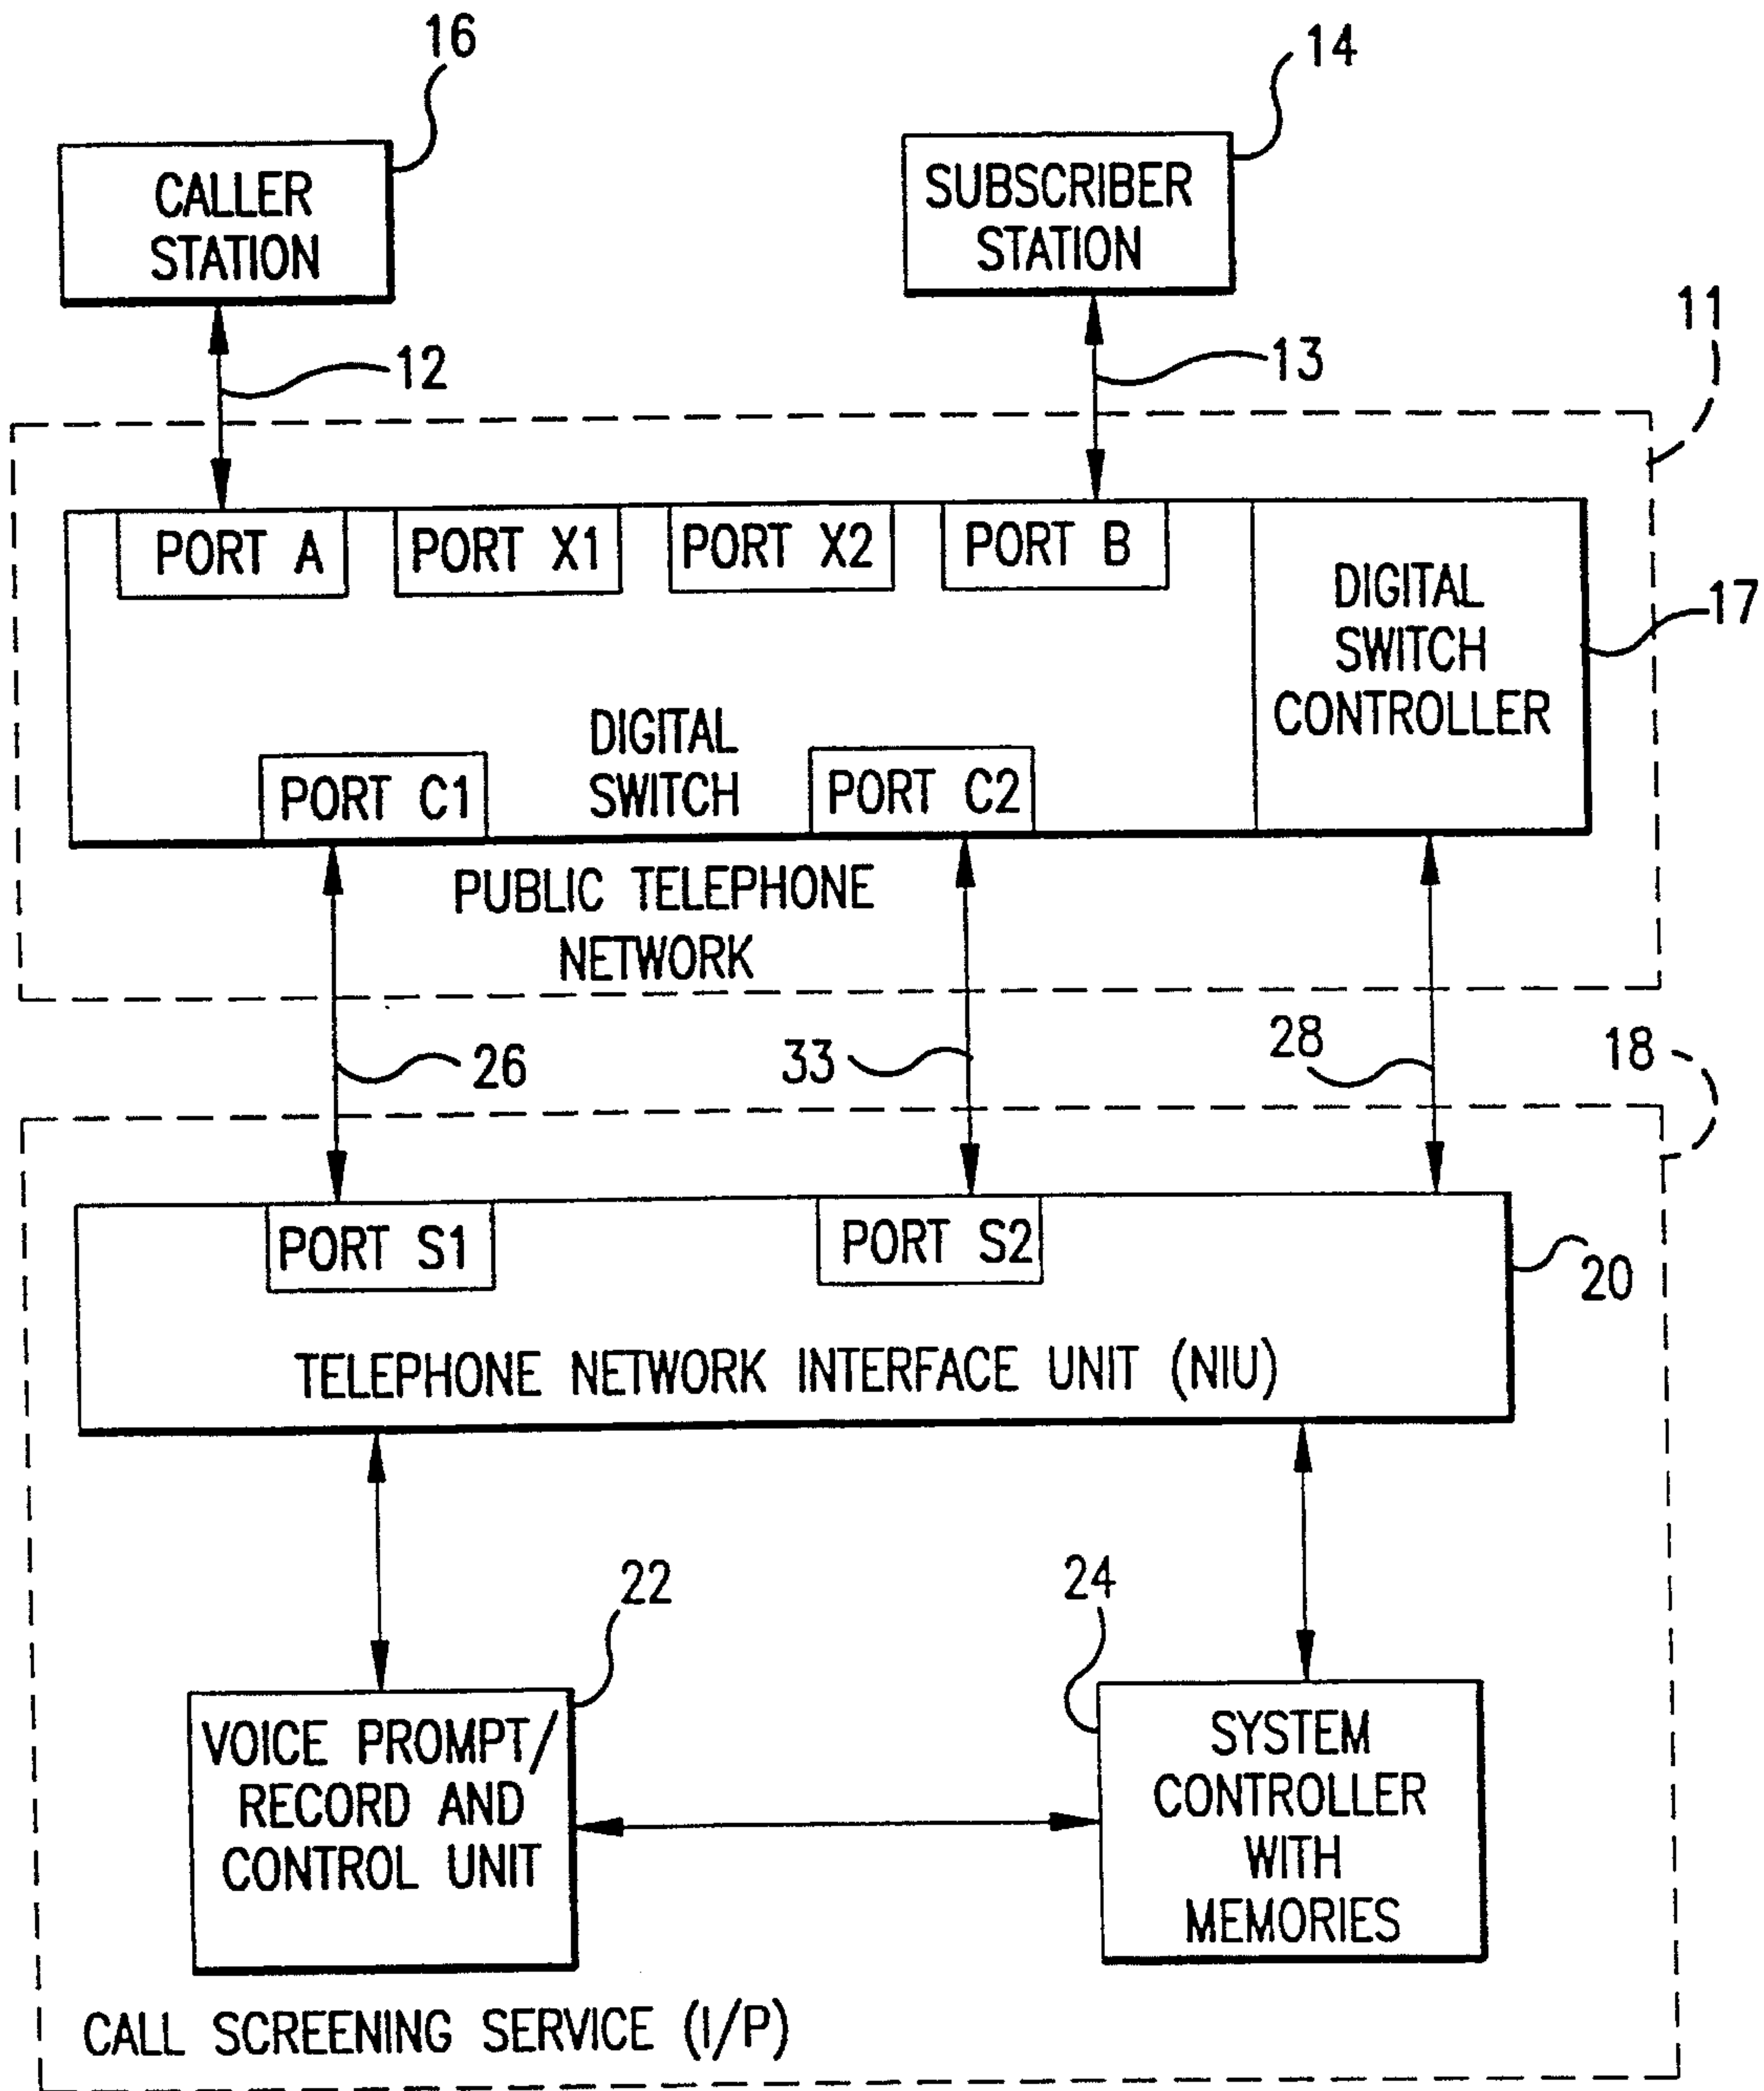 16
14
CALLER
STATION
SUBSCRIBER
STATION
11
12
13
PORT A
PORT X1
PORT X2
PORT B
DIGITAL
SWITCH
CONTROLLER
17
DIGITAL
SWITCH
PORT C1
PORT C2
PUBLIC TELEPHONE
NETWORK
26
33
28
18
PORT S1
PORT S2
20
TELEPHONE NETWORK INTERFACE UNIT (NIU)
22
24
VOICE PROMPT/
RECORD AND
CONTROL UNIT
SYSTEM
CONTROLLER
WITH
MEMORIES
CALL SCREENING SERVICE (I/P)